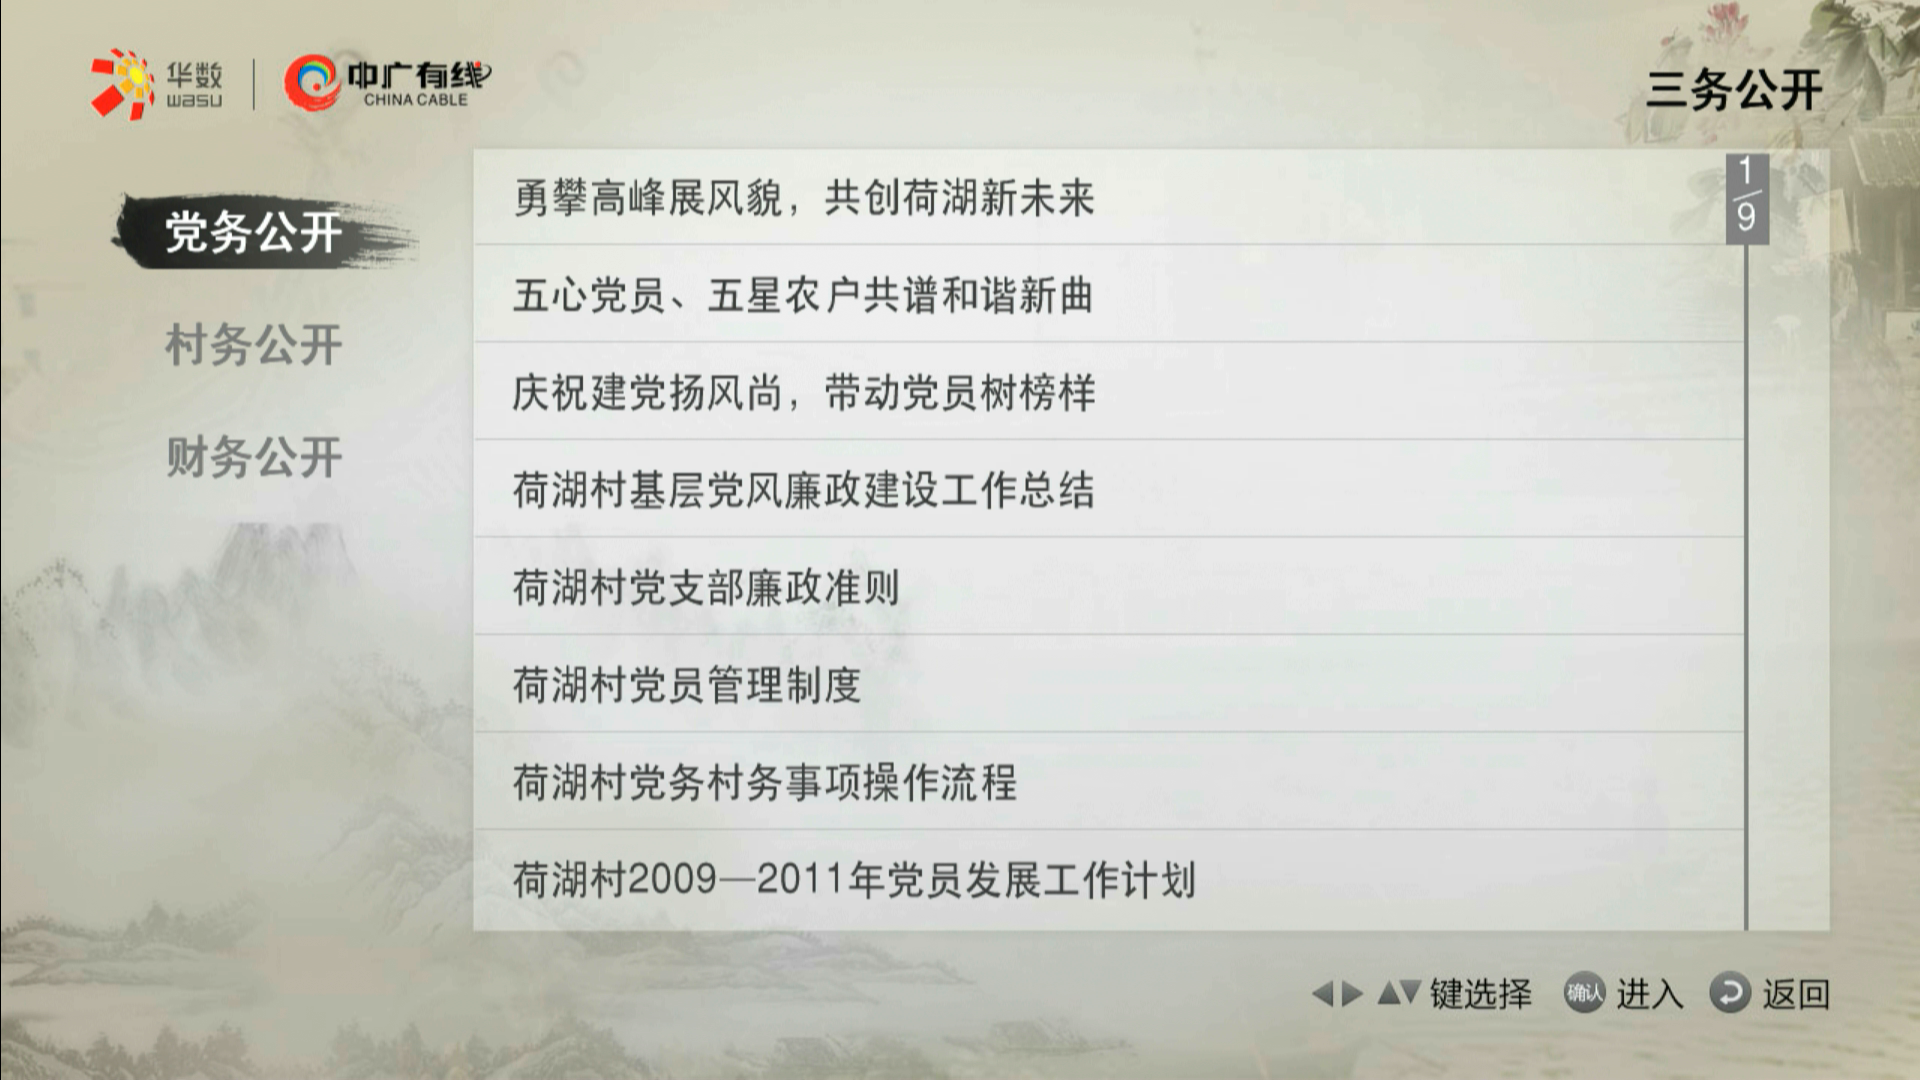 华数
wasu
中广有线
CHINA CABLE
三务公开
党务公开
村务公开
财务公开
勇攀高峰展风貌，共创荷湖新未来
五心党员、五星农户共谱和谐新曲
庆祝建党扬风尚，带动党员树榜样
荷湖村基层党风廉政建设工作总结
荷湖村党支部廉政准则
荷湖村党员管理制度
荷湖村党务村务事项操作流程
荷湖村2009—2011年党员发展工作计划
1/9
键选择 确认 进入 返回